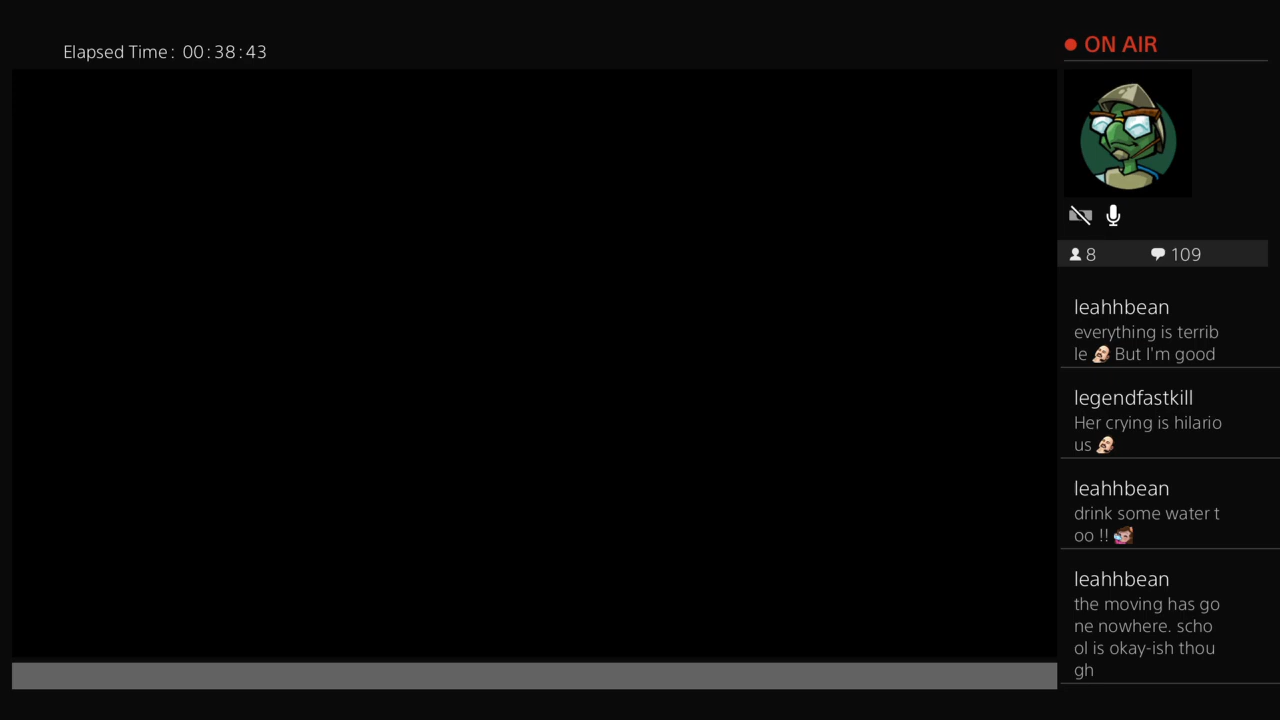 Elapsed Time: 00:38:43
ON AIR
8 109
leahhbean
everything is terrib
le But I'm good
legendfastkill
Her crying is hilario
us
leahhbean
drink some water t
oo !!
leahhbean
the moving has go
ne nowhere. scho
ol is okay-ish thou
gh